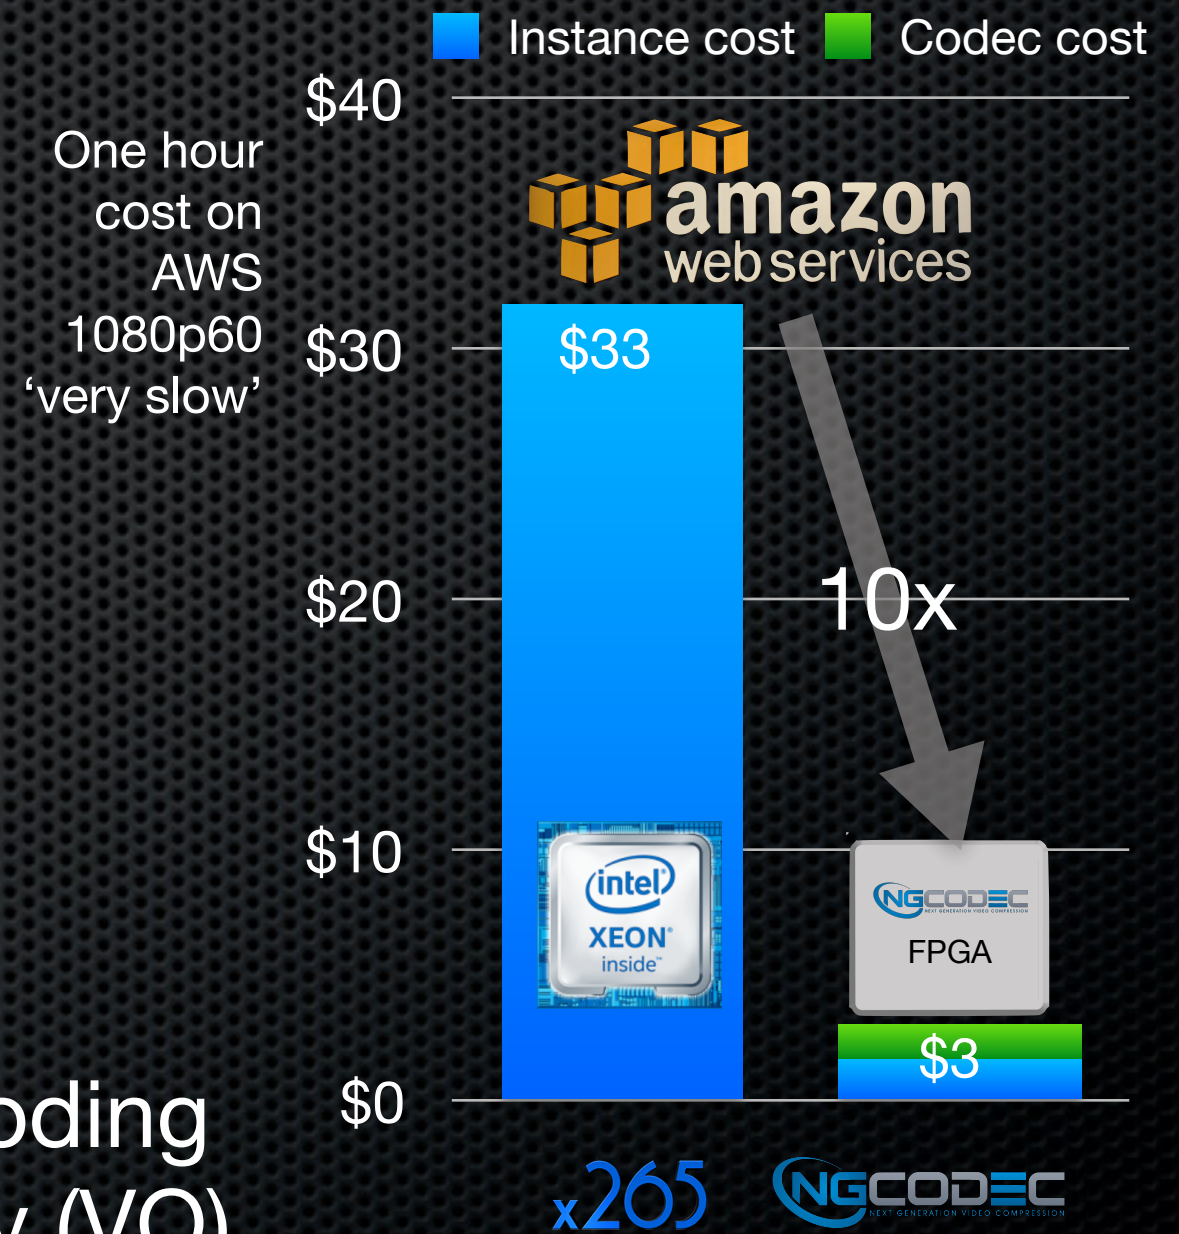 Instance cost
Codec cost
One hour
cost on
AWS
1080p60
‘very slow’
$40
$30
$20
$10
$0
amazon
web services
$33
10x
intel
XEON®
inside™
NGCODEC
NEXT GENERATION VIDEO COMPRESSION
FPGA
$3
oding
y (VQ)
x265
NGCODEC
NEXT GENERATION VIDEO COMPRESSION